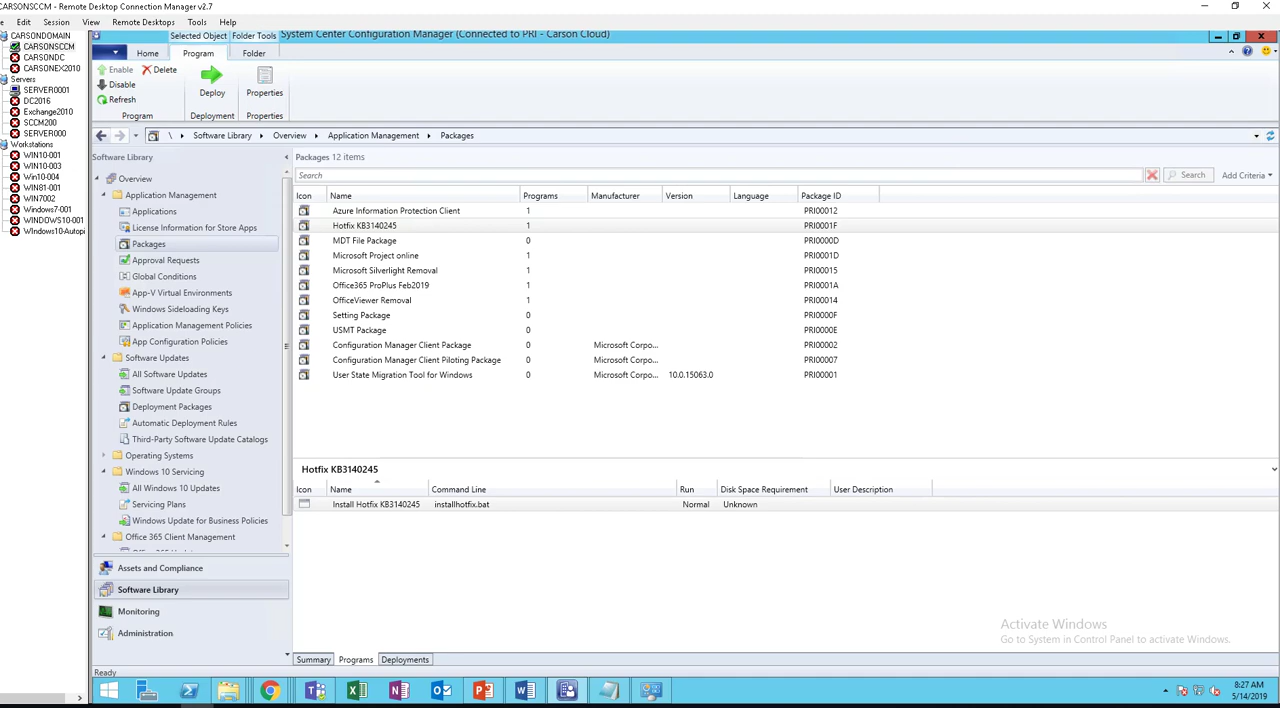 CARSONSCCM - Remote Desktop Connection Manager v2.7
Edit Session View Remote Desktops Tools Help
CARSONDOMAIN
CARSONSCCM
CARSONDC
CARSONEX2010
Servers
SERVER0001
DC2016
Exchange2010
SCCM200
SERVER000
Workstations
WIN10-001
WIN10-003
Win10-004
WIN81-001
WIN7002
Windows7-001
WINDOWS10-001
Windows10-Autopi
Selected Object Folder Tools System Center Configuration Manager (Connected to PRI - Carson Cloud)
Home Program Folder
Enable Delete
Disable
Refresh
Deploy Properties
Program Deployment Properties
\ Software Library Overview Application Management Packages
Software Library
Overview
Application Management
Applications
License Information for Store Apps
Packages
Approval Requests
Global Conditions
App-V Virtual Environments
Windows Sideloading Keys
Application Management Policies
App Configuration Policies
Software Updates
All Software Updates
Software Update Groups
Deployment Packages
Automatic Deployment Rules
Third-Party Software Update Catalogs
Operating Systems
Windows 10 Servicing
All Windows 10 Updates
Servicing Plans
Windows Update for Business Policies
Office 365 Client Management
Assets and Compliance
Software Library
Monitoring
Administration
Packages 12 items
Search Search Add Criteria
Icon Name Programs Manufacturer Version Language Package ID
Azure Information Protection Client 1 PRI00012
Hotfix KB3140245 1 PRI0001F
MDT File Package 0 PRI0000D
Microsoft Project online 1 PRI0001D
Microsoft Silverlight Removal 1 PRI00015
Office365 ProPlus Feb2019 1 PRI0001A
OfficeViewer Removal 1 PRI00014
Setting Package 0 PRI0000F
USMT Package 0 PRI0000E
Configuration Manager Client Package 0 Microsoft Corpo... PRI00002
Configuration Manager Client Piloting Package 0 Microsoft Corpo... PRI00007
User State Migration Tool for Windows 0 Microsoft Corpo... 10.0.15063.0 PRI00001
Hotfix KB3140245
Icon Name Command Line Run Disk Space Requirement User Description
Install Hotfix KB3140245 installhotfix.bat Normal Unknown
Activate Windows
Go to System in Control Panel to activate Windows.
Summary Programs Deployments
Ready
8:27 AM
5/14/2019